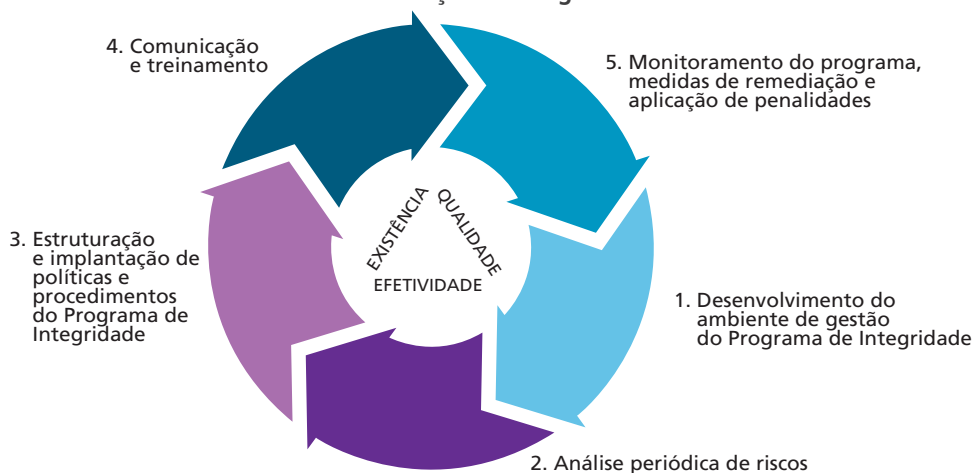 4. Comunicação
e treinamento
5. Monitoramento do programa,
medidas de remediação e
aplicação de penalidades
EXISTÊNCIA
QUALIDADE
EFETIVIDADE
3. Estruturação
e implantação de
políticas e
procedimentos
do Programa de
Integridade
1. Desenvolvimento do
ambiente de gestão
do Programa de Integridade
2. Análise periódica de riscos